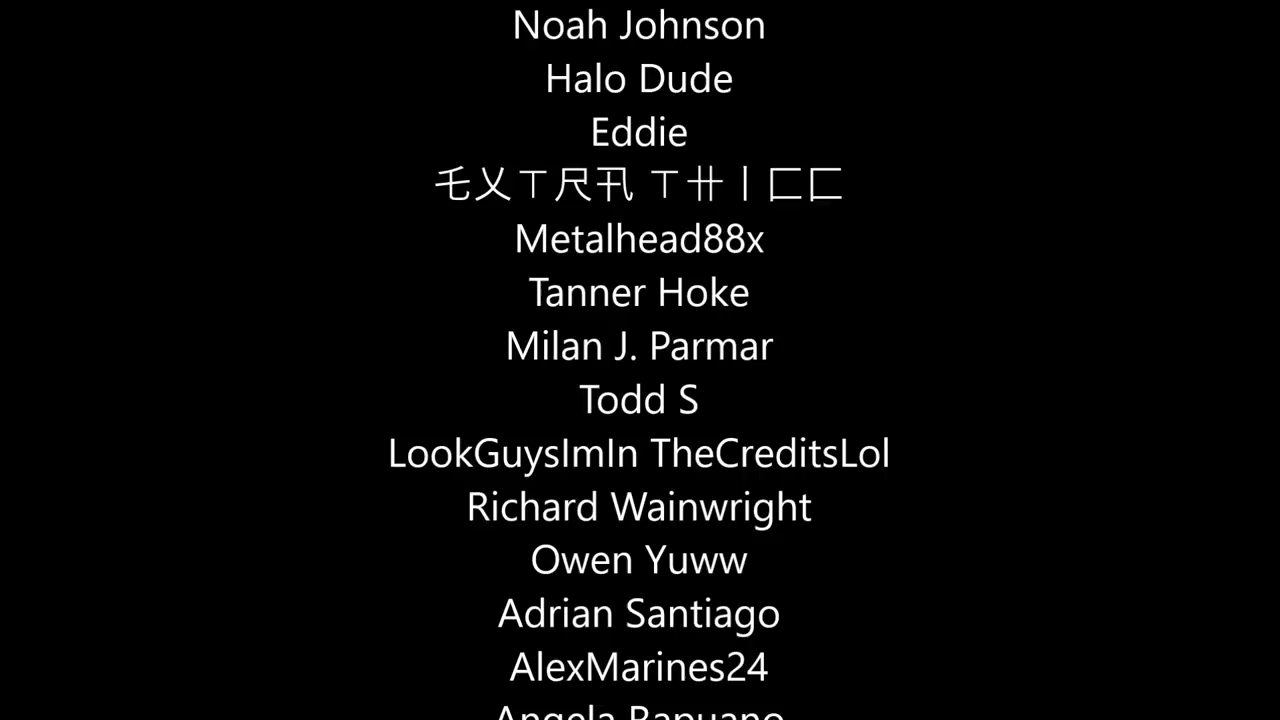 Noah Johnson
Halo Dude
Eddie
乇乂ㄒ尺卂 ㄒ卄丨匚匚
Metalhead88x
Tanner Hoke
Milan J. Parmar
Todd S
LookGuysImIn TheCreditsLol
Richard Wainwright
Owen Yuww
Adrian Santiago
AlexMarines24
Angela